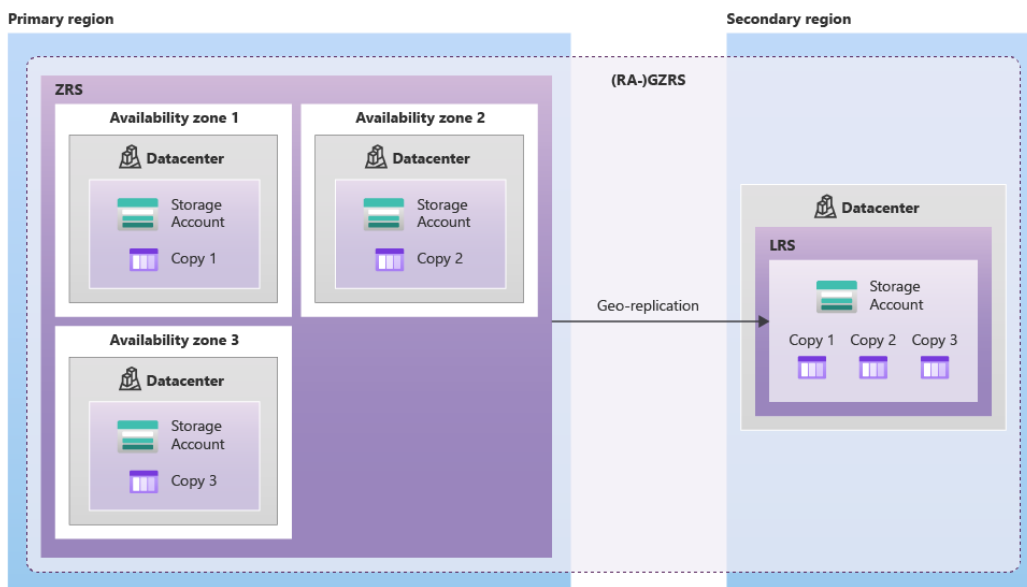 Primary region
Secondary region
(RA-)GZRS
ZRS
Availability zone 1
Datacenter
Storage
Account
Copy 1
Availability zone 2
Datacenter
Storage
Account
Copy 2
Availability zone 3
Datacenter
Storage
Account
Copy 3
Geo-replication
Datacenter
LRS
Storage
Account
Copy 1 Copy 2 Copy 3